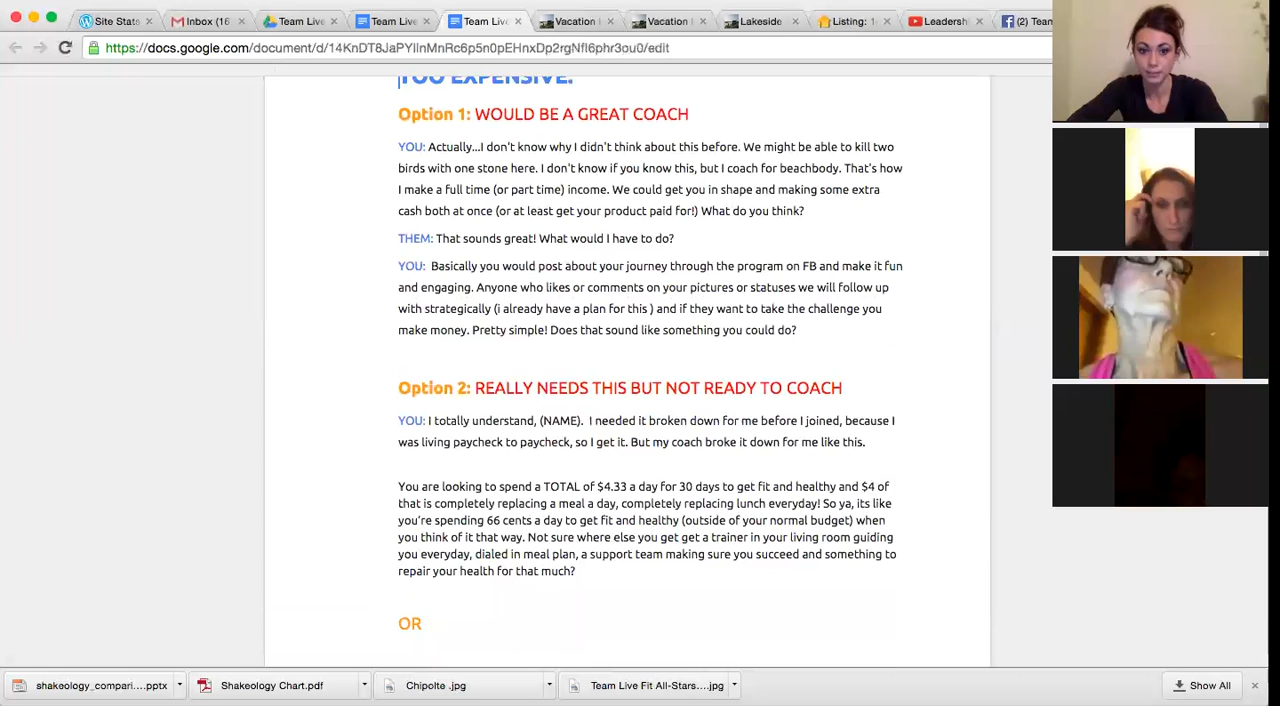 Site Stats
Inbox (16
Team Live
Team Live
Team Live
Vacation
Vacation
Lakeside
Listing: 1
Leadersh
(2) Team
https://docs.google.com/document/d/14KnDT8JaPYIlnMnRc6p5n0pEHnxDp2rgNfl6phr3ou0/edit
TOO EXPENSIVE.
Option 1: WOULD BE A GREAT COACH
YOU: Actually...I don't know why I didn't think about this before. We might be able to kill two
birds with one stone here. I don't know if you know this, but I coach for beachbody. That's how
I make a full time (or part time) income. We could get you in shape and making some extra
cash both at once (or at least get your product paid for!) What do you think?
THEM: That sounds great! What would I have to do?
YOU: Basically you would post about your journey through the program on FB and make it fun
and engaging. Anyone who likes or comments on your pictures or statuses we will follow up
with strategically (i already have a plan for this ) and if they want to take the challenge you
make money. Pretty simple! Does that sound like something you could do?
Option 2: REALLY NEEDS THIS BUT NOT READY TO COACH
YOU: I totally understand, (NAME). I needed it broken down for me before I joined, because I
was living paycheck to paycheck, so I get it. But my coach broke it down for me like this.
You are looking to spend a TOTAL of $4.33 a day for 30 days to get fit and healthy and $4 of
that is completely replacing a meal a day, completely replacing lunch everyday! So ya, its like
you're spending 66 cents a day to get fit and healthy (outside of your normal budget) when
you think of it that way. Not sure where else you get get a trainer in your living room guiding
you everyday, dialed in meal plan, a support team making sure you succeed and something to
repair your health for that much?
OR
shakeology_compari....pptx
Shakeology Chart.pdf
Chipolte .jpg
Team Live Fit All-Stars....jpg
Show All